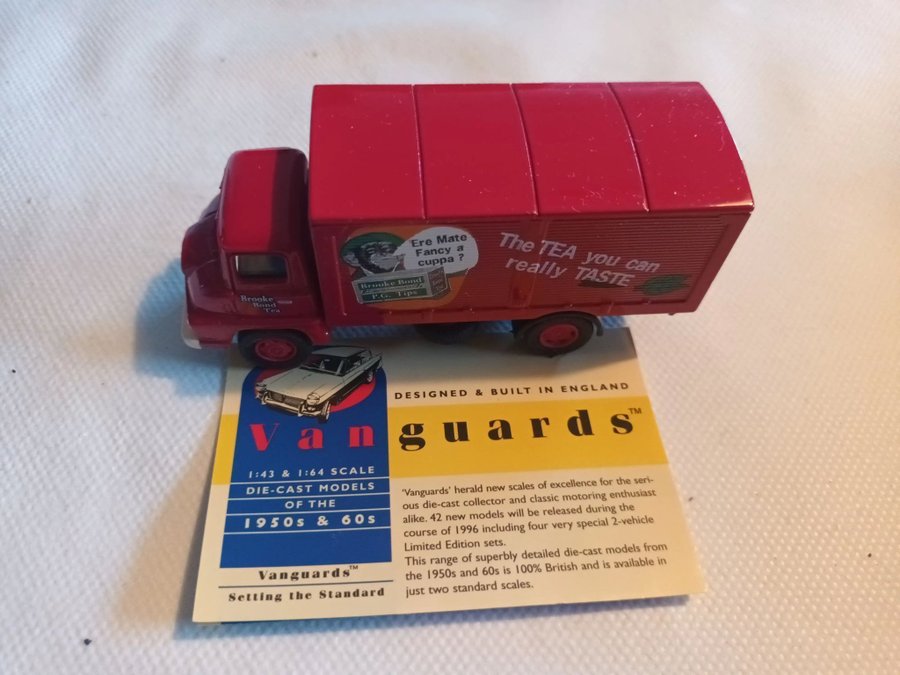 'Ere Mate
Fancy a
cuppa ?
Brooke Bond
P.G. Tips
The TEA you can
really TASTE
Brooke
Bond
Tea
DESIGNED & BUILT IN ENGLAND
Vanguards™
1:43 & 1:64 SCALE
DIE-CAST MODELS
OF THE
1950s & 60s
Vanguards™
Setting the Standard
'Vanguards' herald new scales of excellence for the seri-
ous die-cast collector and classic motoring enthusiast
alike. 42 new models will be released during the
course of 1996 including four very special 2-vehicle
Limited Edition sets.
This range of superbly detailed die-cast models from
the 1950s and 60s is 100% British and is available in
just two standard scales.